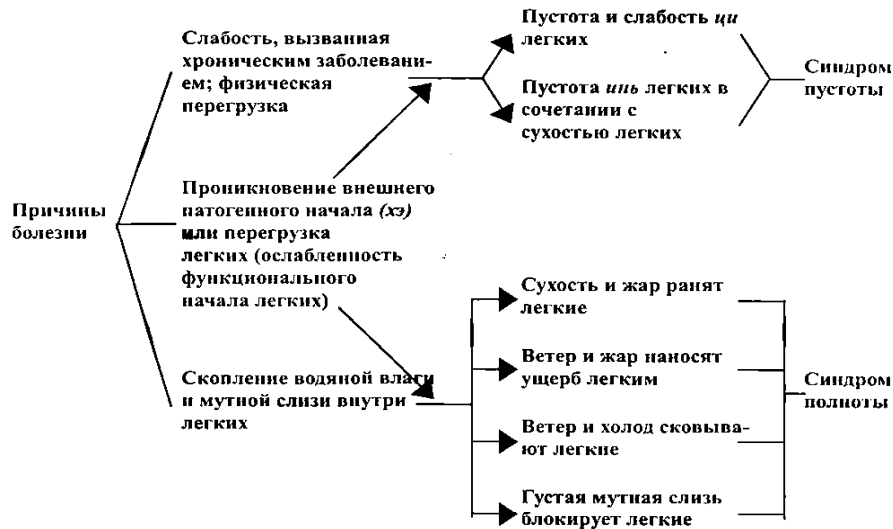 Причины
болезни
Слабость, вызванная
хроническим заболевани-
ем; физическая
перегрузка
Проникновение внешнего
патогенного начала (хэ)
или перегрузка
легких (ослабленность
функционального
начала легких)
Скопление водяной влаги
и мутной слизи внутри
легких
Пустота и слабость ци
легких
Пустота инь легких в
сочетании с
сухостью легких
Синдром
пустоты
Сухость и жар ранят
легкие
Ветер и жар наносят
ущерб легким
Ветер и холод сковыва-
ют легкие
Густая мутная слизь
блокирует легкие
Синдром
полноты